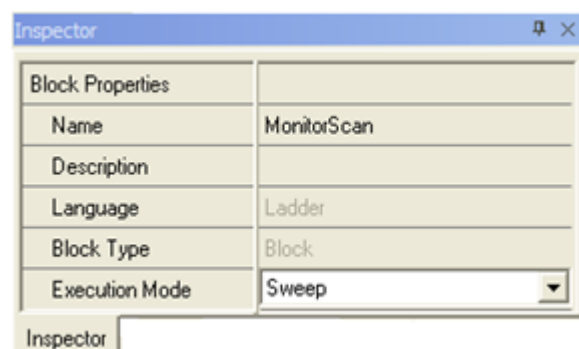 Inspector
Block Properties
Name MonitorScan
Description
Language Ladder
Block Type Block
Execution Mode Sweep
Inspector